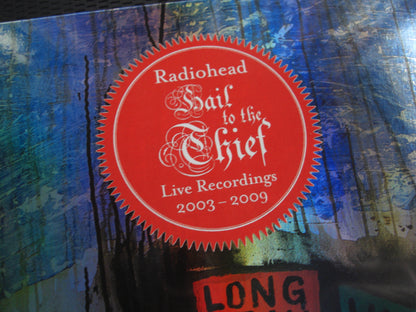 Radiohead
Hail
to the
Thief
Live Recordings
2003 – 2009
LONG